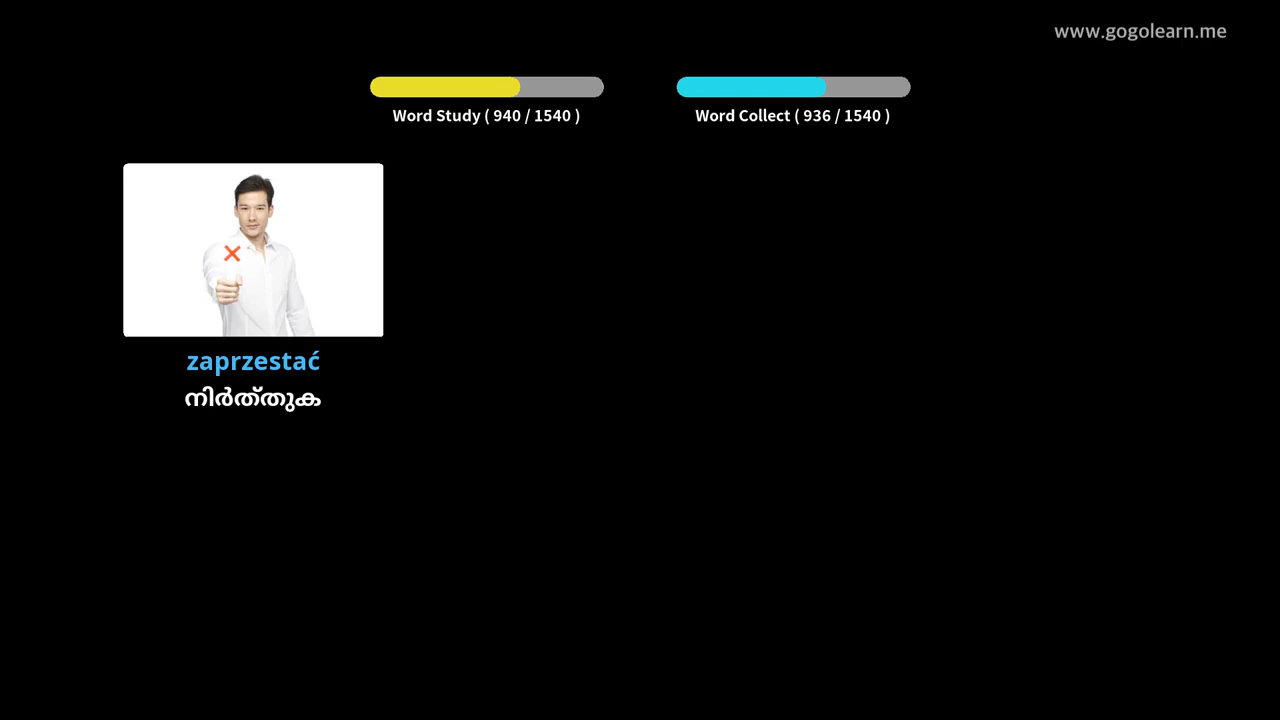 www.gogolearn.me
Word Study ( 940 / 1540 )
Word Collect ( 936 / 1540 )
zaprzestać
നിർത്തുക